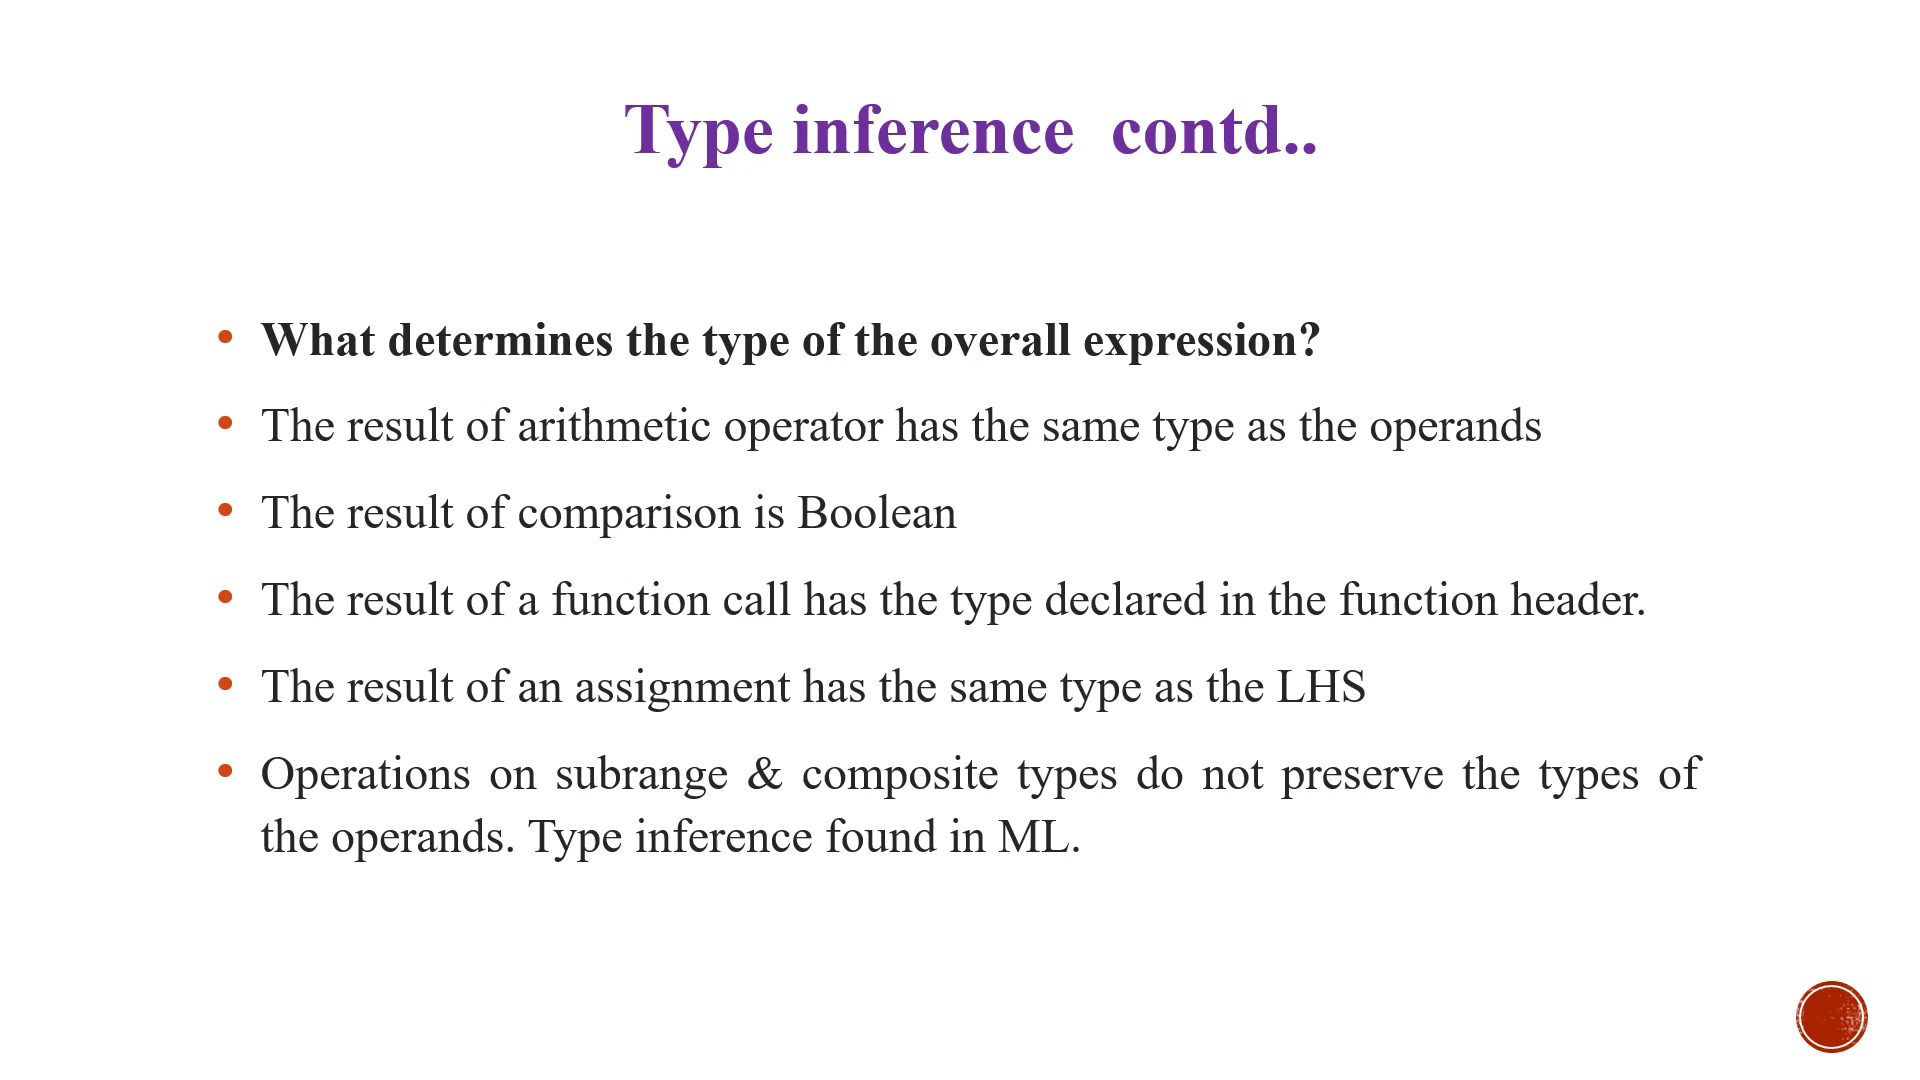 Type inference  contd..
• What determines the type of the overall expression?
• The result of arithmetic operator has the same type as the operands
• The result of comparison is Boolean
• The result of a function call has the type declared in the function header.
• The result of an assignment has the same type as the LHS
• Operations on subrange & composite types do not preserve the types of
the operands. Type inference found in ML.